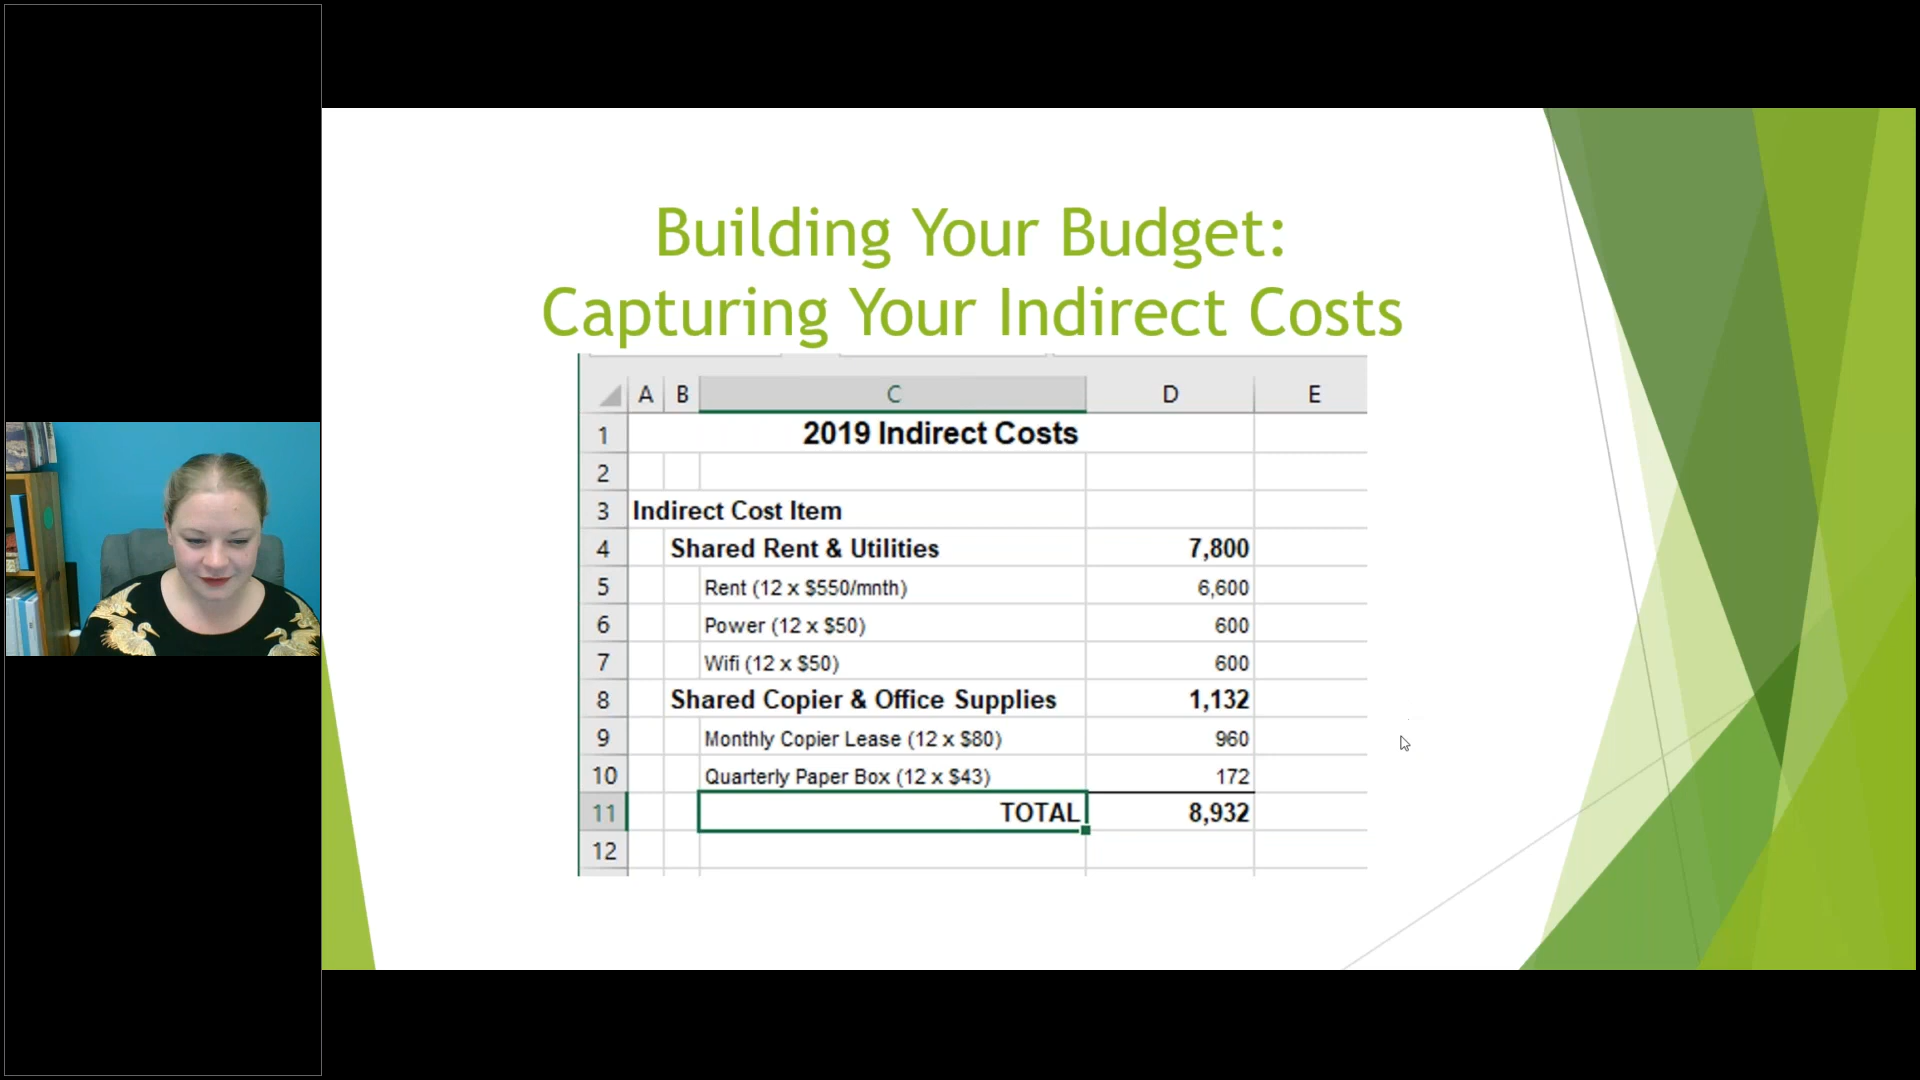 Building Your Budget:
Capturing Your Indirect Costs
A B C D E
1 2019 Indirect Costs
2
3 Indirect Cost Item
4 Shared Rent & Utilities 7,800
5 Rent (12 x $550/mnth) 6,600
6 Power (12 x $50) 600
7 Wifi (12 x $50) 600
8 Shared Copier & Office Supplies 1,132
9 Monthly Copier Lease (12 x $80) 960
10 Quarterly Paper Box (12 x $43) 172
11 TOTAL 8,932
12